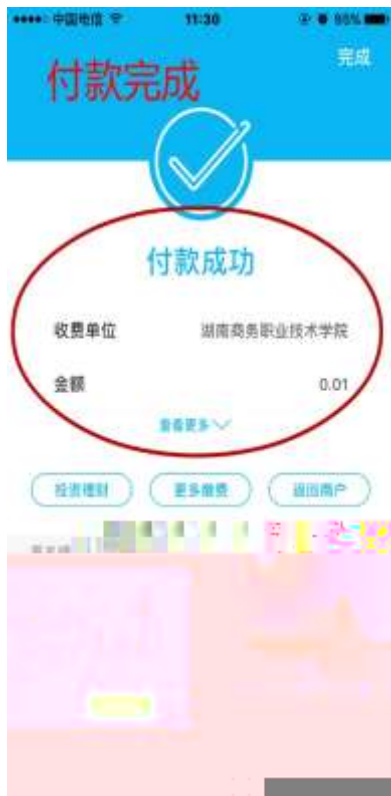 中国电信 11:30 95%
完成
付款完成
付款成功
收费单位 湖南商务职业技术学院
金额 0.01
查看更多
投资理财 更多缴费 返回商户